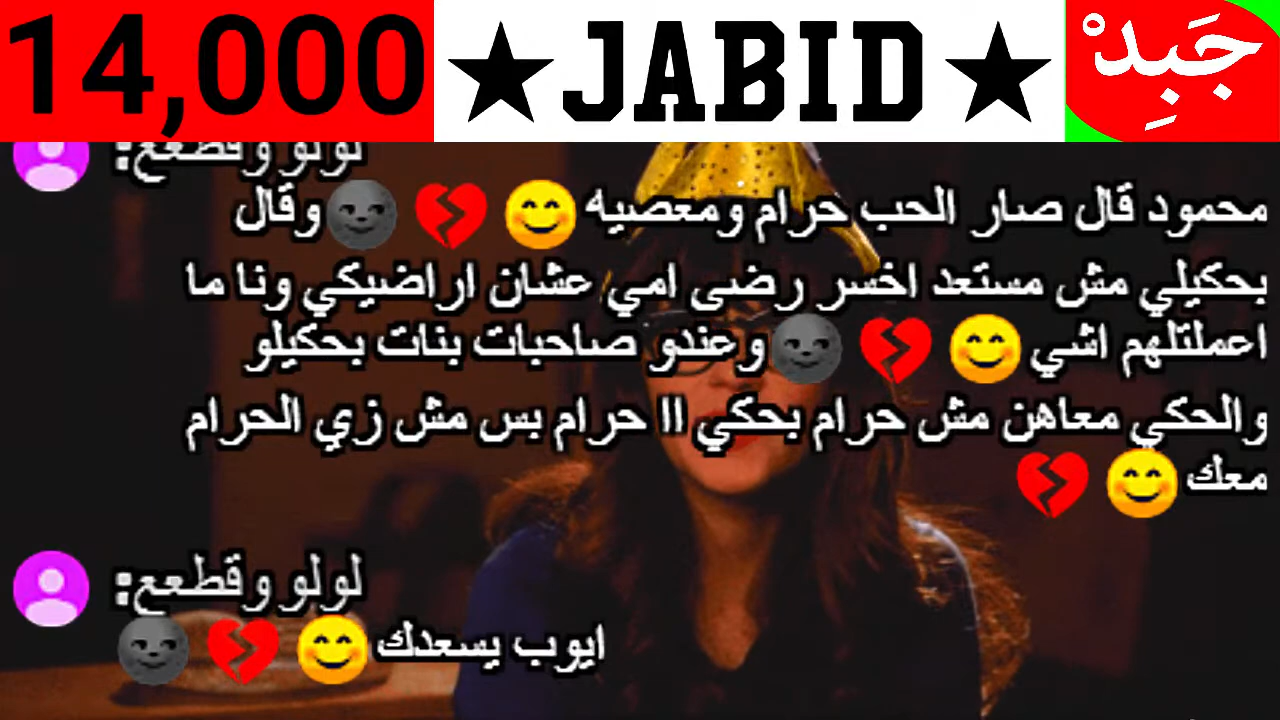 14,000 ★JABID★ جَبِدْ
لولو وقطعع:
محمود قال صار الحب حرام ومعصيه 😊 💔 🌚وقال
بحكيلي مش مستعد اخسر رضى امي عشان اراضيكي ونا ما
اعملتلهم اشي 😊 💔 🌚وعندو صاحبات بنات بحكيلو
والحكي معاهن مش حرام بحكي اا حرام بس مش زي الحرام
معك 😊 💔
لولو وقطعع:
ايوب يسعدك 😊 💔 🌚